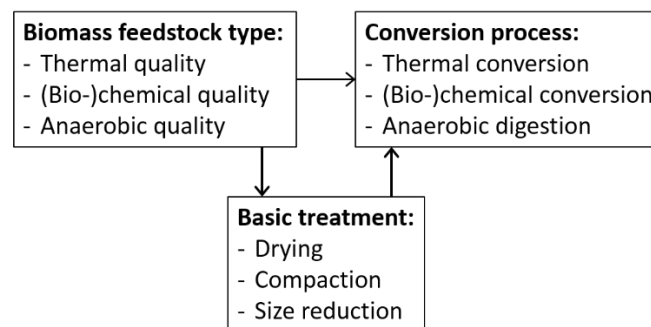 Biomass feedstock type:
- Thermal quality
- (Bio-)chemical quality
- Anaerobic quality
Conversion process:
- Thermal conversion
- (Bio-)chemical conversion
- Anaerobic digestion
Basic treatment:
- Drying
- Compaction
- Size reduction